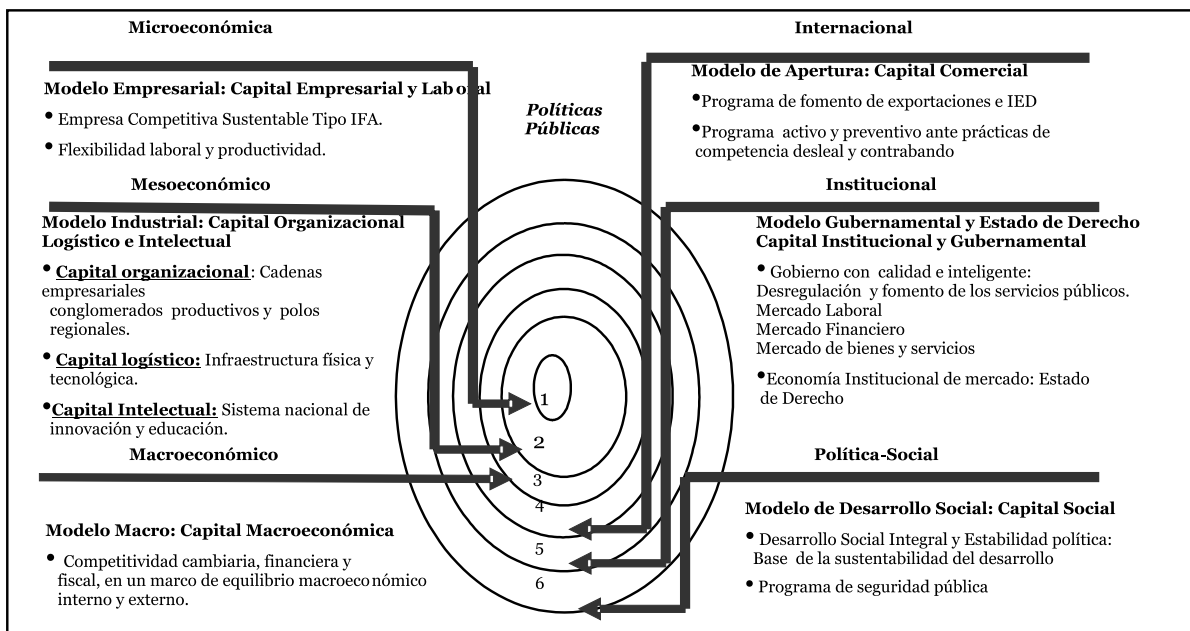 Microeconómica
Modelo Empresarial: Capital Empresarial y Laboral
• Empresa Competitiva Sustentable Tipo IFA.
• Flexibilidad laboral y productividad.
Mesoeconómico
Modelo Industrial: Capital Organizacional
Logístico e Intelectual
• Capital organizacional: Cadenas
empresariales
conglomerados productivos y polos
regionales.
• Capital logístico: Infraestructura física y
tecnológica.
•Capital Intelectual: Sistema nacional de
innovación y educación.
Macroeconómico
Modelo Macro: Capital Macroeconómica
• Competitividad cambiaria, financiera y
fiscal, en un marco de equilibrio macroeconómico
interno y externo.
Políticas
Públicas
1
2
3
4
5
6
Internacional
Modelo de Apertura: Capital Comercial
•Programa de fomento de exportaciones e IED
•Programa activo y preventivo ante prácticas de
competencia desleal y contrabando
Institucional
Modelo Gubernamental y Estado de Derecho
Capital Institucional y Gubernamental
• Gobierno con calidad e inteligente:
Desregulación y fomento de los servicios públicos.
Mercado Laboral
Mercado Financiero
Mercado de bienes y servicios
•Economía Institucional de mercado: Estado
de Derecho
Política-Social
Modelo de Desarrollo Social: Capital Social
• Desarrollo Social Integral y Estabilidad política:
Base de la sustentabilidad del desarrollo
• Programa de seguridad pública